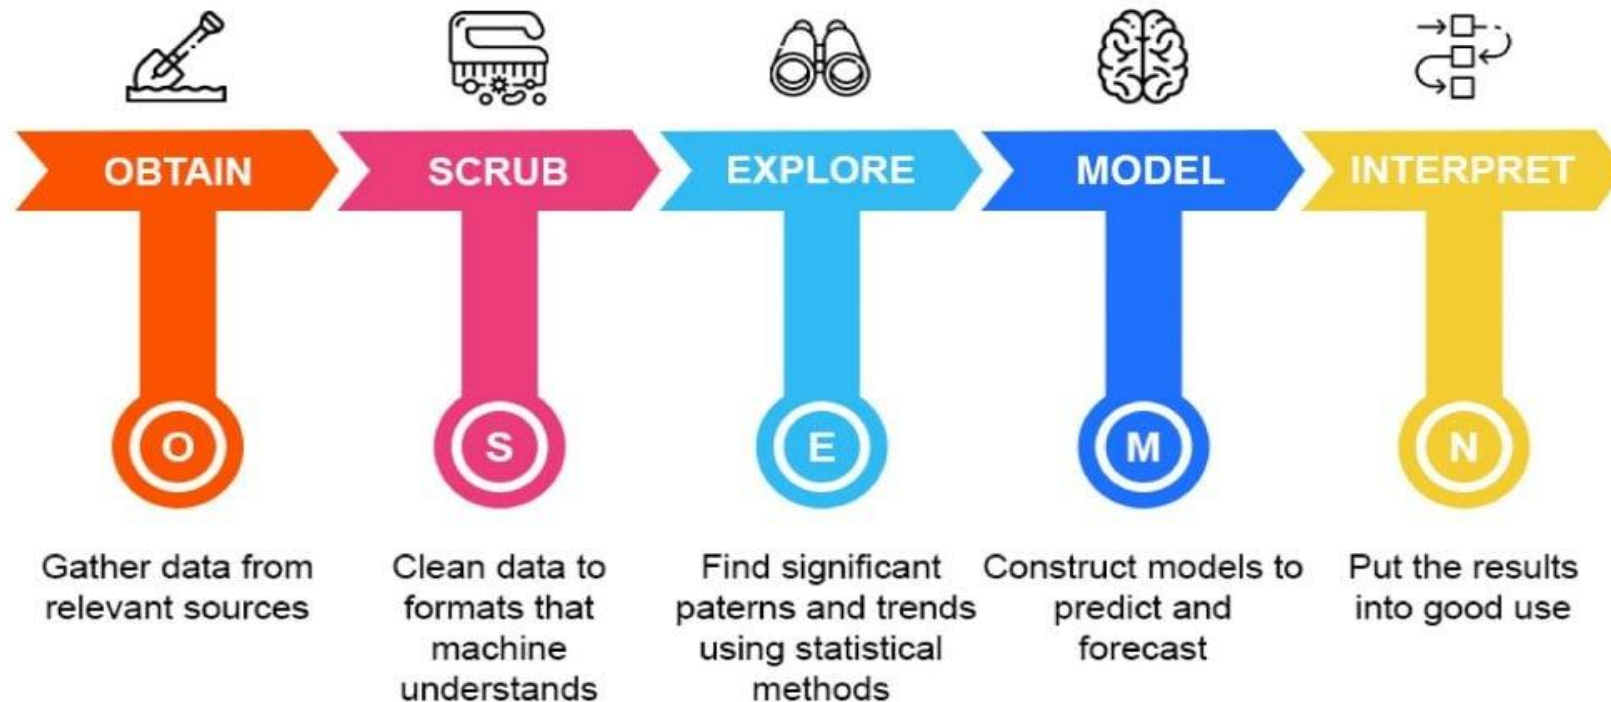 OBTAIN
SCRUB
EXPLORE
MODEL
INTERPRET
O
S
E
M
N
Gather data from
relevant sources
Clean data to
formats that
machine
understands
Find significant
paterns and trends
using statistical
methods
Construct models to
predict and
forecast
Put the results
into good use